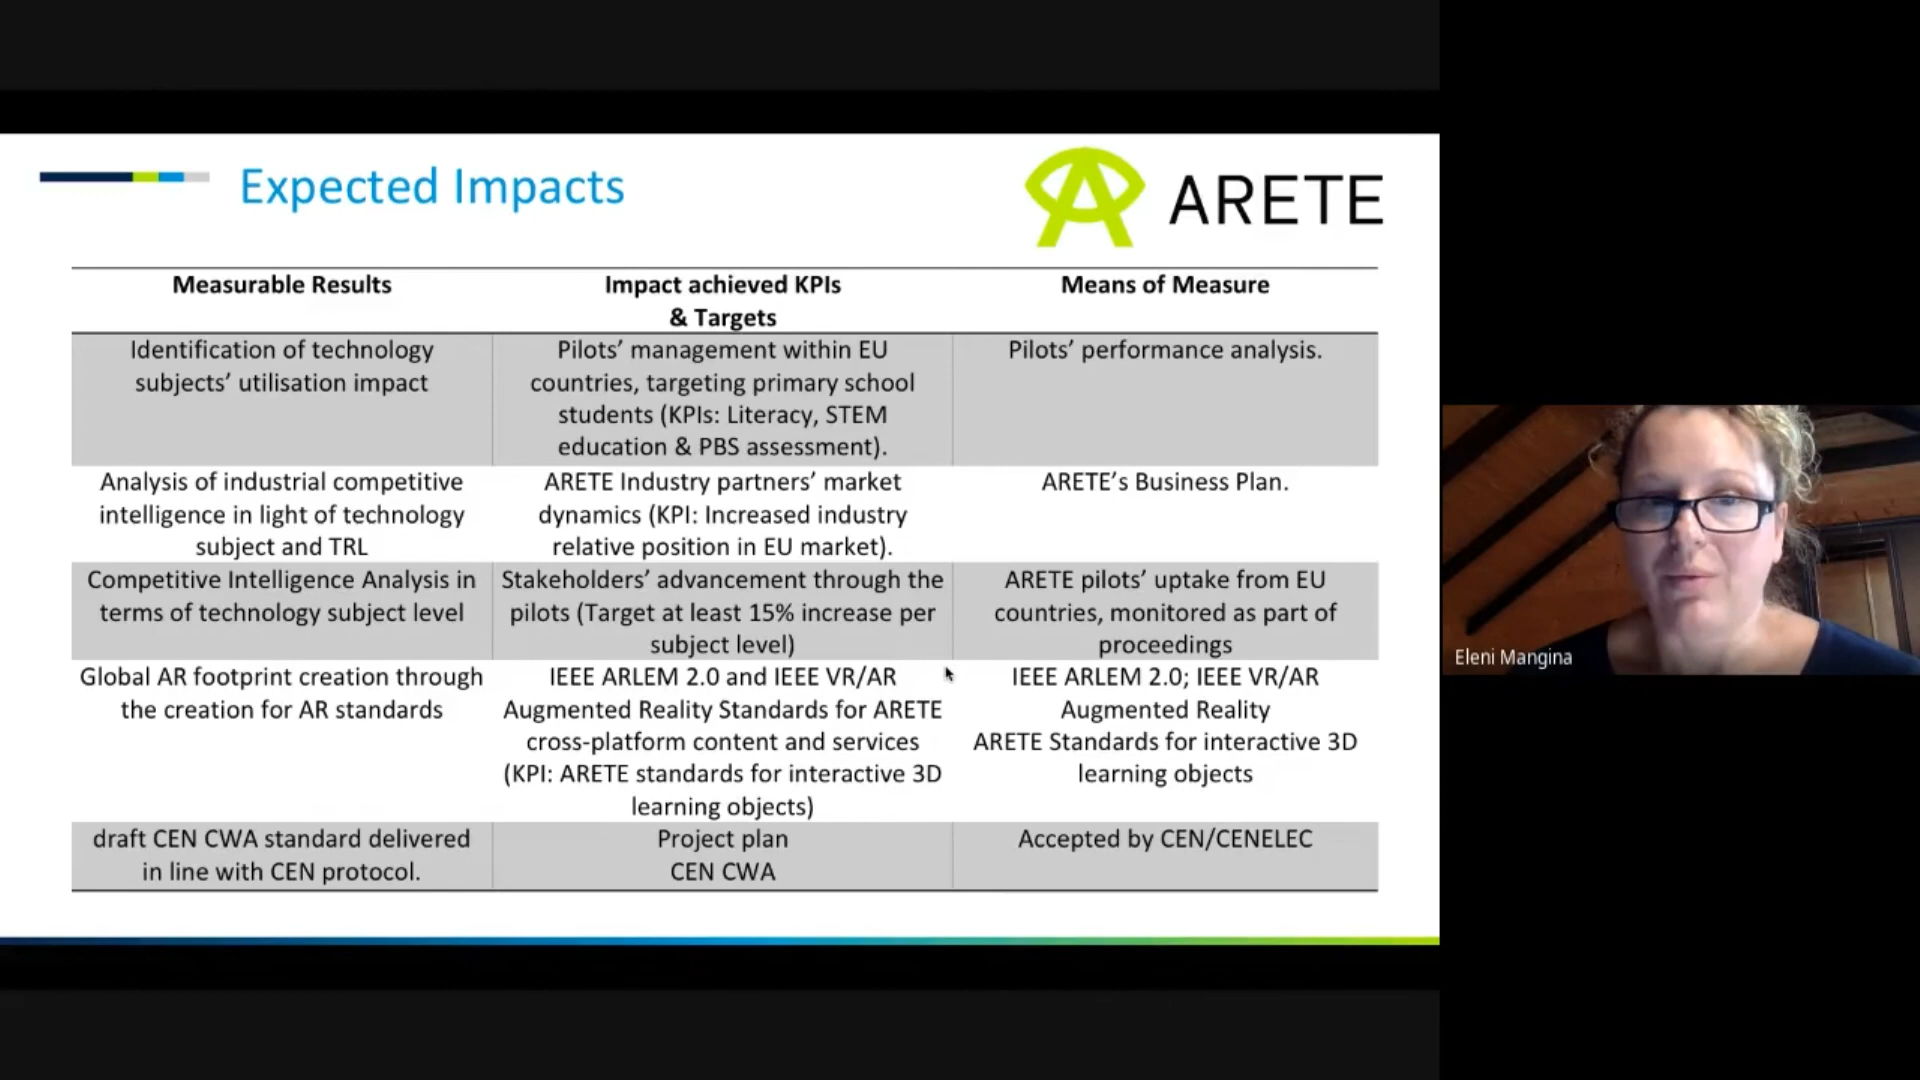 Expected Impacts
ARETE
Measurable Results
Impact achieved KPIs
& Targets
Means of Measure
Identification of technology
subjects’ utilisation impact
Pilots’ management within EU
countries, targeting primary school
students (KPIs: Literacy, STEM
education & PBS assessment).
Pilots’ performance analysis.
Analysis of industrial competitive
intelligence in light of technology
subject and TRL
ARETE Industry partners’ market
dynamics (KPI: Increased industry
relative position in EU market).
ARETE’s Business Plan.
Competitive Intelligence Analysis in
terms of technology subject level
Stakeholders’ advancement through the
pilots (Target at least 15% increase per
subject level)
ARETE pilots’ uptake from EU
countries, monitored as part of
proceedings
Global AR footprint creation through
the creation for AR standards
IEEE ARLEM 2.0 and IEEE VR/AR
Augmented Reality Standards for ARETE
cross-platform content and services
(KPI: ARETE standards for interactive 3D
learning objects)
IEEE ARLEM 2.0; IEEE VR/AR
Augmented Reality
ARETE Standards for interactive 3D
learning objects
draft CEN CWA standard delivered
in line with CEN protocol.
Project plan
CEN CWA
Accepted by CEN/CENELEC
Eleni Mangina